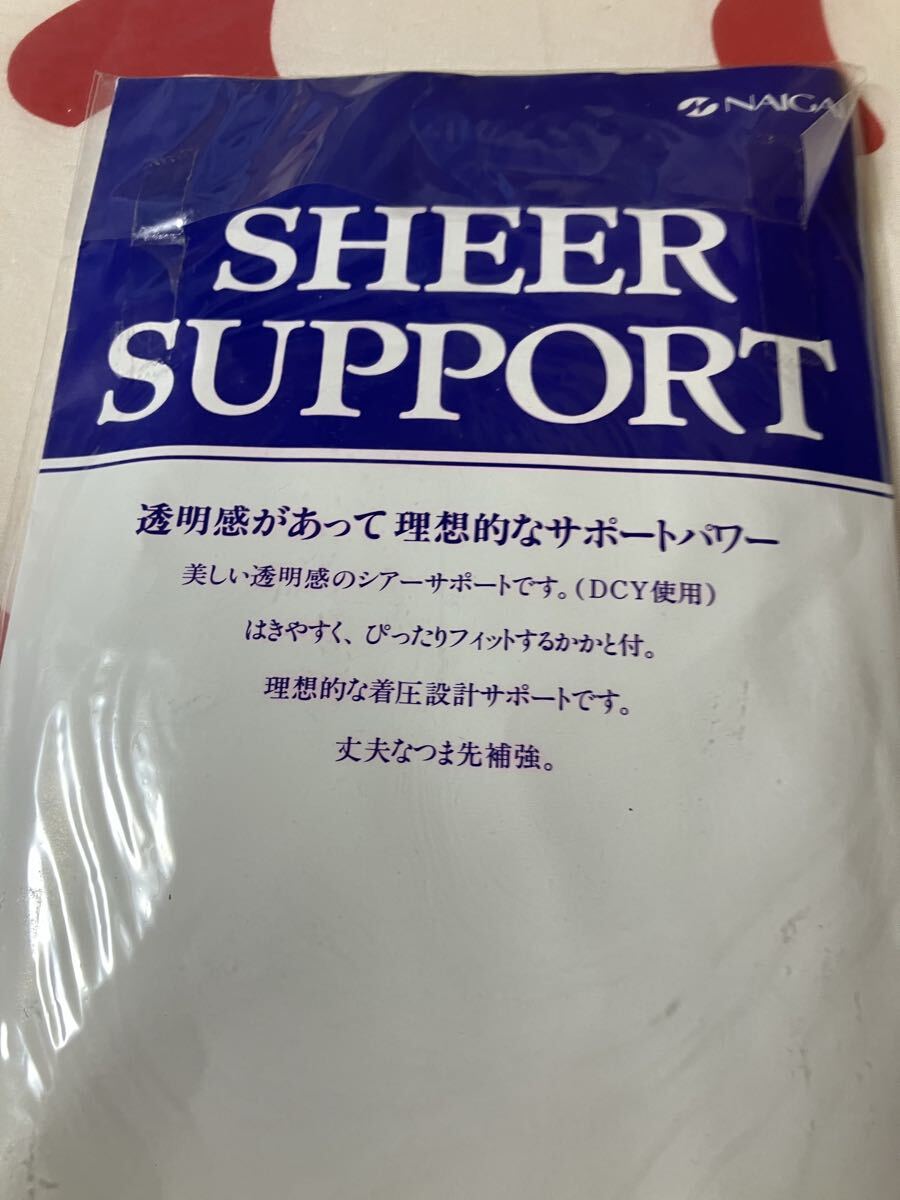 NAIGAI
SHEER
SUPPORT
透明感があって理想的なサポートパワー
美しい透明感のシアーサポートです。(DCY使用)
はきやすく、ぴったりフィットするかかと付。
理想的な着圧設計サポートです。
丈夫なつま先補強。